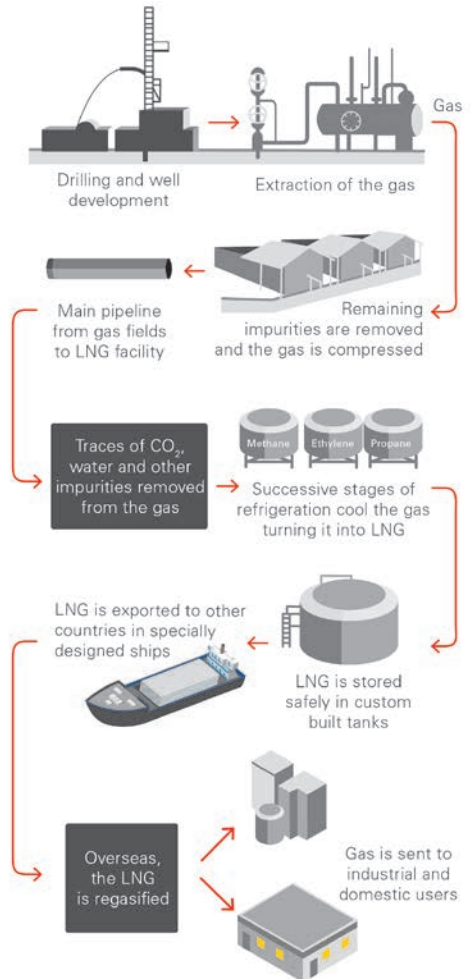 Gas
Drilling and well
development
Extraction of the gas
Main pipeline
from gas fields
to LNG facility
Remaining
impurities are removed
and the gas is compressed
Traces of CO₂,
water and other
impurities removed
from the gas
Methane
Ethylene
Propane
Successive stages of
refrigeration cool the gas
turning it into LNG
LNG is exported to other
countries in specially
designed ships
LNG is stored
safely in custom
built tanks
Overseas,
the LNG
is regasified
Gas is sent to
industrial and
domestic users